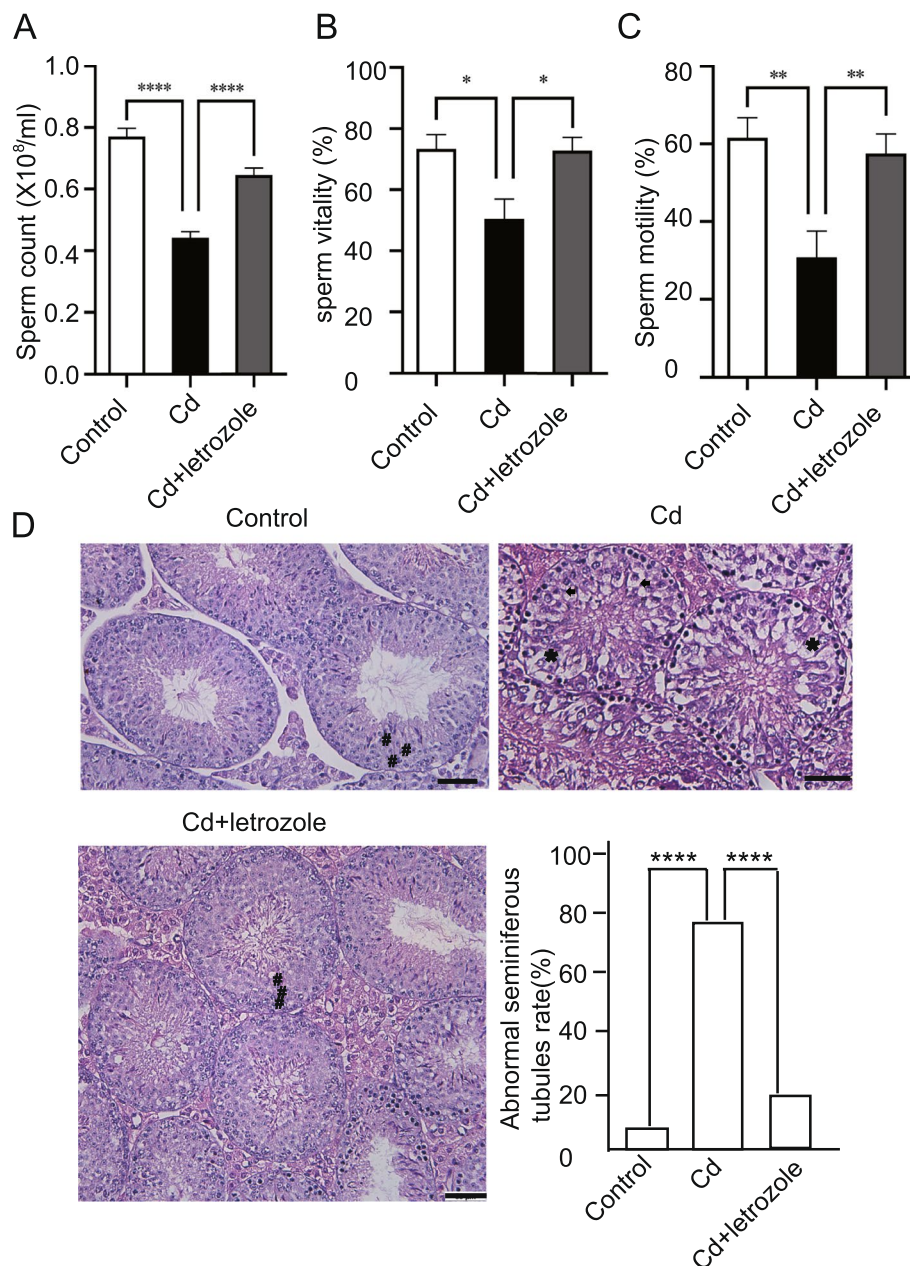 A
B
C
1.0
0.8
0.6
0.4
0.2
0.0
Sperm count (X10⁸/ml)
**** ****
Control
Cd
Cd+letrozole
100
80
60
40
20
0
sperm vitality (%)
* *
Control
Cd
Cd+letrozole
80
60
40
20
0
Sperm motility (%)
** **
Control
Cd
Cd+letrozole
D
Control
Cd
* *
# # #
Cd+letrozole
# # #
100
80
60
40
20
0
Abnormal seminiferous
tubules rate(%)
**** ****
Control
Cd
Cd+letrozole